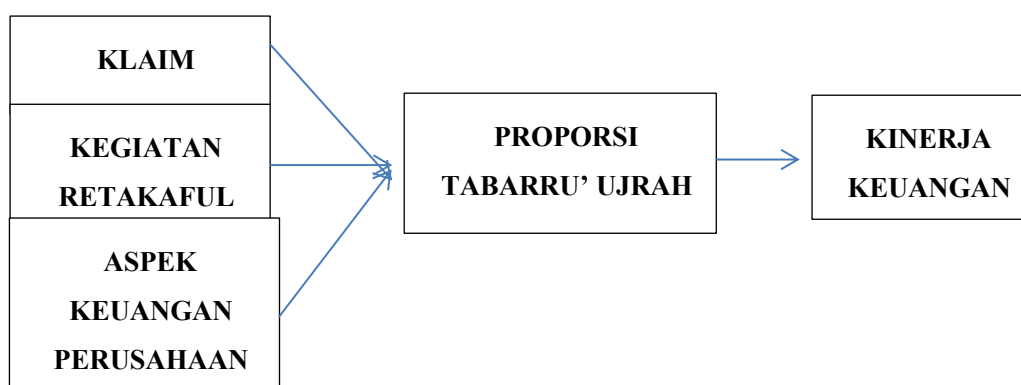 KLAIM
KEGIATAN
RETAKAFUL
ASPEK
KEUANGAN
PERUSAHAAN
PROPORSI
TABARRU’ UJRAH
KINERJA
KEUANGAN